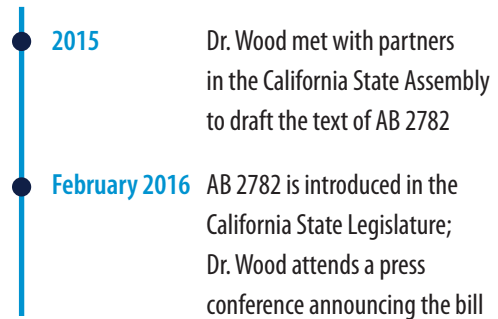 2015 Dr. Wood met with partners
in the California State Assembly
to draft the text of AB 2782
February 2016 AB 2782 is introduced in the
California State Legislature;
Dr. Wood attends a press
conference announcing the bill